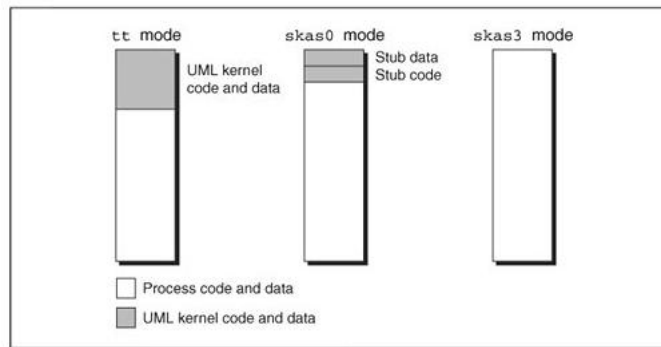 tt mode
skas0 mode
skas3 mode
UML kernel
code and data
Stub data
Stub code
Process code and data
UML kernel code and data